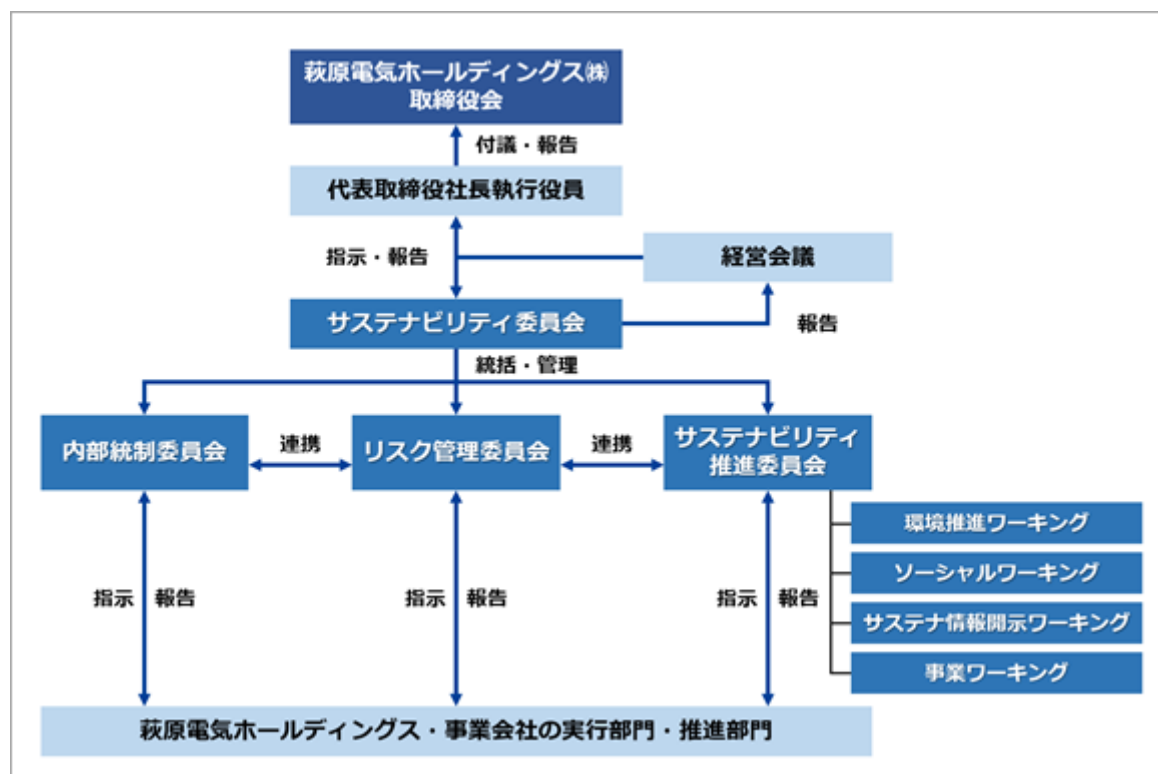 萩原電気ホールディングス㈱
取締役会
付議・報告
代表取締役社長執行役員
指示・報告
経営会議
サステナビリティ委員会
報告
統括・管理
内部統制委員会
連携
リスク管理委員会
連携
サステナビリティ
推進委員会
環境推進ワーキング
ソーシャルワーキング
サステナ情報開示ワーキング
事業ワーキング
指示 報告
指示 報告
指示 報告
萩原電気ホールディングス・事業会社の実行部門・推進部門